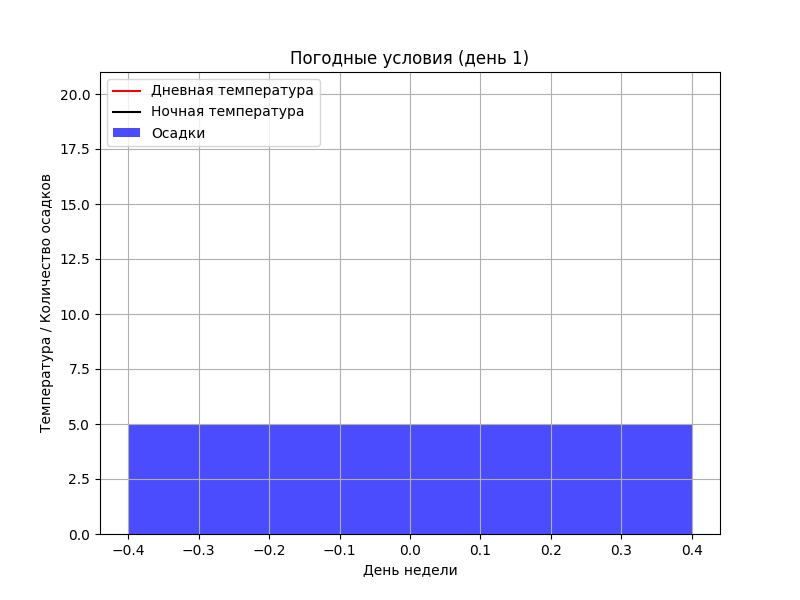 Погодные условия (день 1)
Дневная температура
Ночная температура
Осадки
Температура / Количество осадков
20.0
17.5
15.0
12.5
10.0
7.5
5.0
2.5
0.0
−0.4 −0.3 −0.2 −0.1 0.0 0.1 0.2 0.3 0.4
День недели